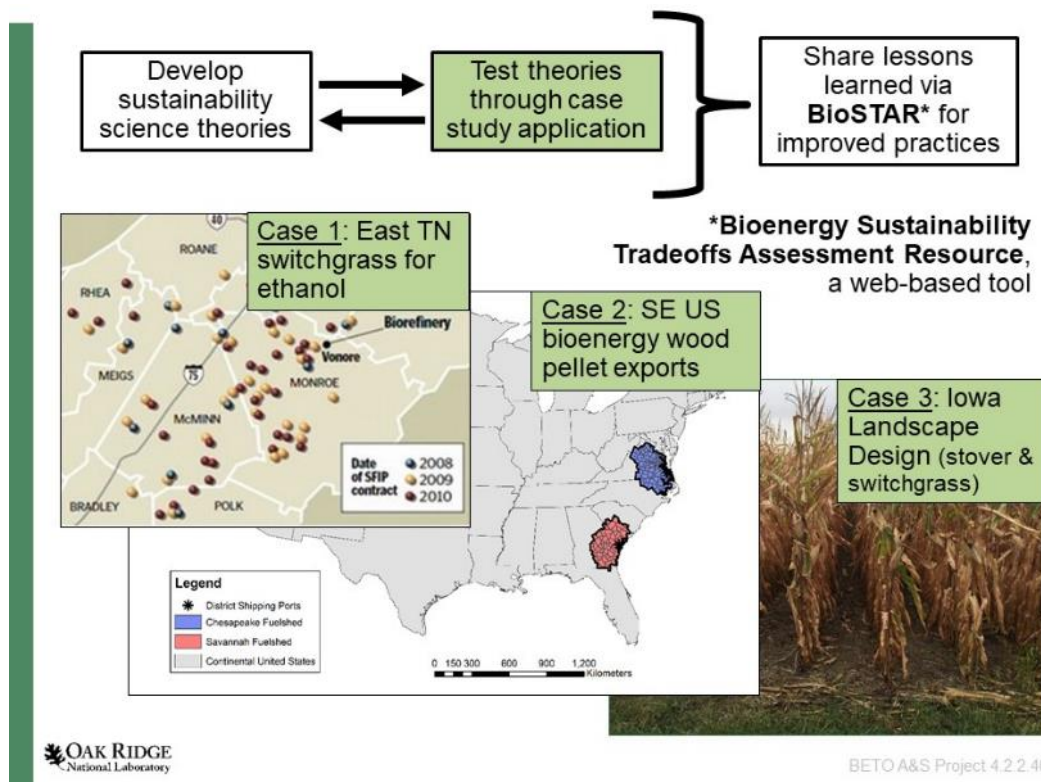 Develop
sustainability
science theories
Test theories
through case
study application
Share lessons
learned via
BioSTAR* for
improved practices
*Bioenergy Sustainability
Tradeoffs Assessment Resource,
a web-based tool
Case 1: East TN
switchgrass for
ethanol
40
ROANE
RHEA
Biorefinery
Vonore
MEIGS
75
MONROE
McMINN
Date
of SFIP
contract
2008
2009
2010
BRADLEY
POLK
Case 2: SE US
bioenergy wood
pellet exports
Legend
District Shipping Ports
Chesapeake Fuelshed
Savannah Fuelshed
Continental United States
0 150 300 600 900 1,200
Kilometers
Case 3: Iowa
Landscape
Design (stover &
switchgrass)
OAK RIDGE
National Laboratory
BETO A&S Project 4.2.2.40